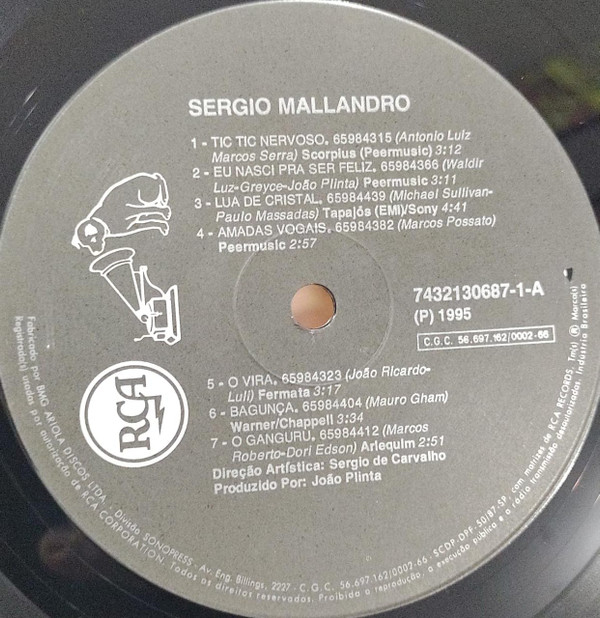 SERGIO MALLANDRO
1 - TIC TIC NERVOSO. 65984315 (Antonio Luiz
Marcos Serra) Scorpius (Peermusic) 3:12
2 - EU NASCI PRA SER FELIZ. 65984366 (Waldir
Luz-Greyce-João Plinta) Peermusic 3:11
3 - LUA DE CRISTAL. 65984439 (Michael Sullivan-
Paulo Massadas) Tapajós (EMI)/Sony 4:41
4 - AMADAS VOGAIS. 65984382 (Marcos Possato)
Peermusic 2:57
7432130687-1-A
(P) 1995
C.G.C. 56.697.162/0002-66
5 - O VIRA. 65984323 (João Ricardo-
Luli) Fermata 3:17
6 - BAGUNÇA. 65984404 (Mauro Gham)
Warner/Chappell 3:34
7 - O GANGURU. 65984412 (Marcos
Roberto-Dori Edson) Arlequim 2:51
Direção Artística: Sergio de Carvalho
Produzido Por: João Plinta
RCA
Fabricado por BMG ARIOLA DISCOS LTDA. - Divisão SONOPRESS - Av. Eng. Billings, 2227 - C.G.C. 56.697.162/0002-66 - SCDP-DPF-50/87-SP, com matrizes de RCA RECORDS. Tm(s) ® Marca(s)
Registrada(s) usadas por autorização de RCA CORPORATION. Todos os direitos reservados. Proibida a reprodução, a execução pública e a rádio transmissão desautorizadas. Indústria Brasileira